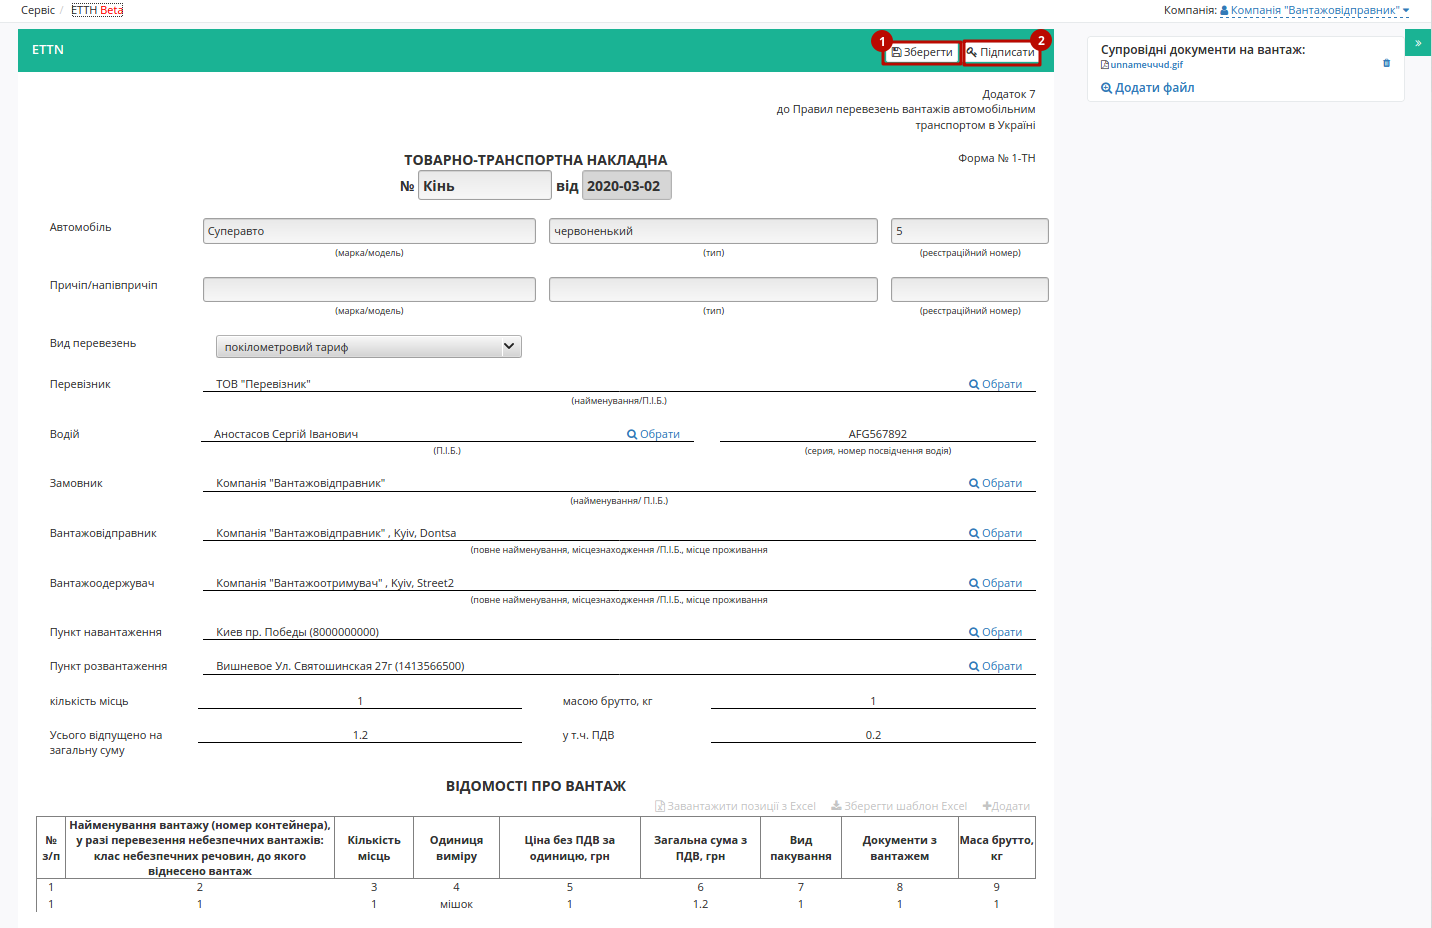 Сервіс / ЕТТН Beta
Компанія: Компанія "Вантажовідправник"
ETTN
1
Зберегти
2
Підписати
»
Супровідні документи на вантаж:
unnameччd.gif
Додати файл
Додаток 7
до Правил перевезень вантажів автомобільним
транспортом в Україні
ТОВАРНО-ТРАНСПОРТНА НАКЛАДНА
Форма № 1-ТН
№ Кінь від 2020-03-02
Автомобіль Суперавто червоненький 5
(марка/модель) (тип) (реєстраційний номер)
Причіп/напівпричіп
(марка/модель) (тип) (реєстраційний номер)
Вид перевезень покілометровий тариф
Перевізник ТОВ "Перевізник" Обрати
(найменування/П.І.Б.)
Водій Аностасов Сергій Іванович Обрати AFG567892
(П.І.Б.) (серия, номер посвідчення водія)
Замовник Компанія "Вантажовідправник" Обрати
(найменування/ П.І.Б.)
Вантажовідправник Компанія "Вантажовідправник" , Kyiv, Dontsa Обрати
(повне найменування, місцезнаходження /П.І.Б., місце проживання
Вантажоодержувач Компанія "Вантажоотримувач" , Kyiv, Street2 Обрати
(повне найменування, місцезнаходження /П.І.Б., місце проживання
Пункт навантаження Киев пр. Победы (8000000000) Обрати
Пункт розвантаження Вишневое Ул. Святошинская 27г (1413566500) Обрати
кількість місць 1 масою брутто, кг 1
Усього відпущено на 1.2 у т.ч. ПДВ 0.2
загальну суму
ВІДОМОСТІ ПРО ВАНТАЖ
Завантажити позиції з Excel Зберегти шаблон Excel Додати
№ з/п
Найменування вантажу (номер контейнера),
у разі перевезення небезпечних вантажів:
клас небезпечних речовин, до якого
віднесено вантаж
Кількість місць
Одиниця виміру
Ціна без ПДВ за одиницю, грн
Загальна сума з ПДВ, грн
Вид пакування
Документи з вантажем
Маса брутто, кг
1 2 3 4 5 6 7 8 9
1 1 1 мішок 1 1.2 1 1 1